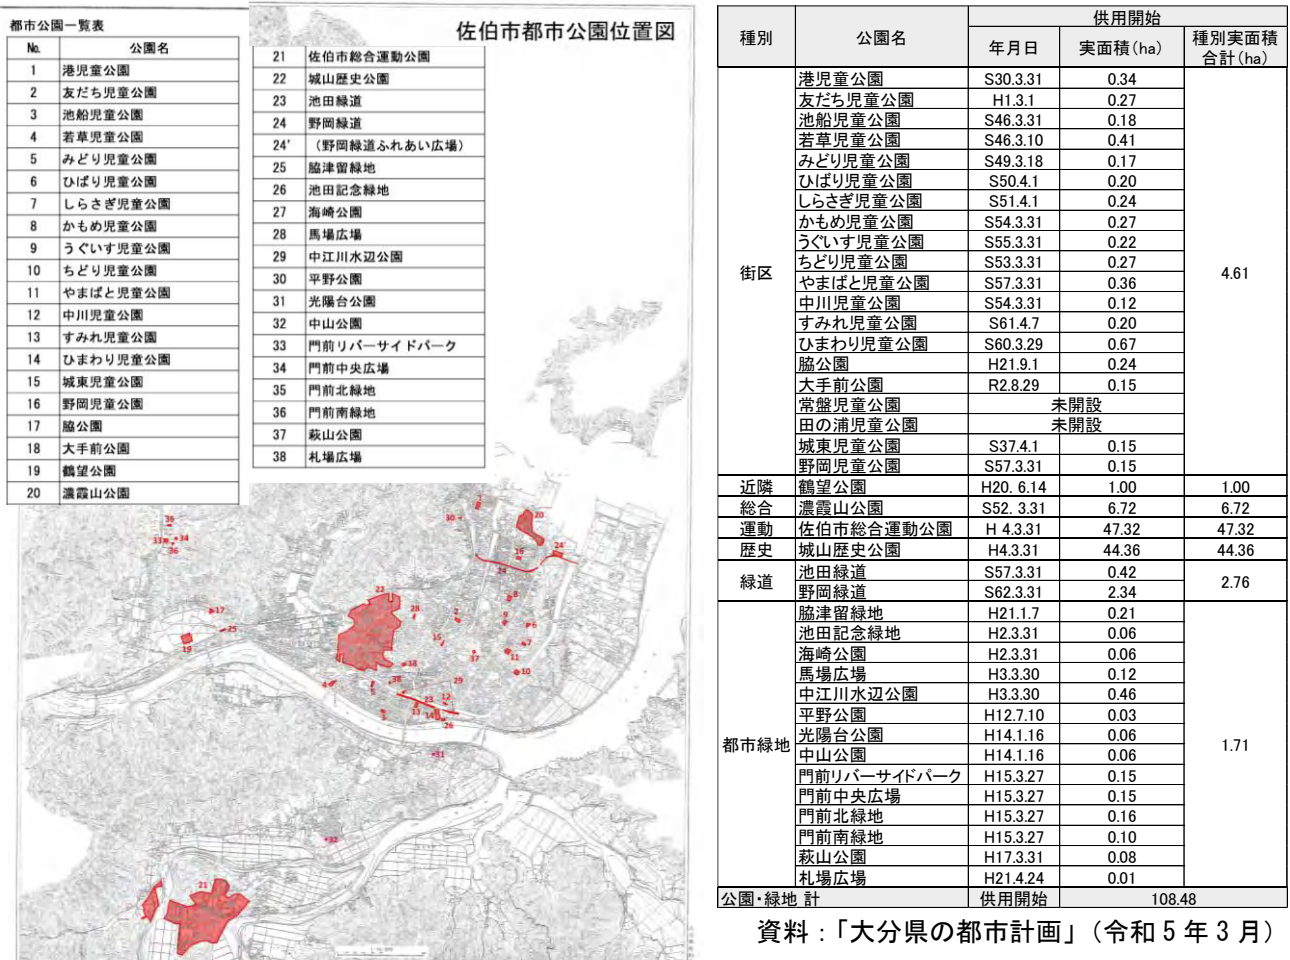 都市公園一覧表
No. 公園名
1 港児童公園
2 友だち児童公園
3 池船児童公園
4 若草児童公園
5 みどり児童公園
6 ひばり児童公園
7 しらさぎ児童公園
8 かもめ児童公園
9 うぐいす児童公園
10 ちどり児童公園
11 やまばと児童公園
12 中川児童公園
13 すみれ児童公園
14 ひまわり児童公園
15 城東児童公園
16 野岡児童公園
17 脇公園
18 大手前公園
19 鶴望公園
20 濃霞山公園
佐伯市都市公園位置図
21 佐伯市総合運動公園
22 城山歴史公園
23 池田緑道
24 野岡緑道
24' （野岡緑道ふれあい広場）
25 脇津留緑地
26 池田記念緑地
27 海崎公園
28 馬場広場
29 中江川水辺公園
30 平野公園
31 光陽台公園
32 中山公園
33 門前リバーサイドパーク
34 門前中央広場
35 門前北緑地
36 門前南緑地
37 萩山公園
38 札場広場
種別 公園名 供用開始
年月日 実面積(ha) 種別実面積合計(ha)
街区 港児童公園 S30.3.31 0.34 4.61
友だち児童公園 H1.3.1 0.27
池船児童公園 S46.3.31 0.18
若草児童公園 S46.3.10 0.41
みどり児童公園 S49.3.18 0.17
ひばり児童公園 S50.4.1 0.20
しらさぎ児童公園 S51.4.1 0.24
かもめ児童公園 S54.3.31 0.27
うぐいす児童公園 S55.3.31 0.22
ちどり児童公園 S53.3.31 0.27
やまばと児童公園 S57.3.31 0.36
中川児童公園 S54.3.31 0.12
すみれ児童公園 S61.4.7 0.20
ひまわり児童公園 S60.3.29 0.67
脇公園 H21.9.1 0.24
大手前公園 R2.8.29 0.15
常盤児童公園 未開設
田の浦児童公園 未開設
城東児童公園 S37.4.1 0.15
野岡児童公園 S57.3.31 0.15
近隣 鶴望公園 H20. 6.14 1.00 1.00
総合 濃霞山公園 S52. 3.31 6.72 6.72
運動 佐伯市総合運動公園 H 4.3.31 47.32 47.32
歴史 城山歴史公園 H4.3.31 44.36 44.36
緑道 池田緑道 S57.3.31 0.42 2.76
野岡緑道 S62.3.31 2.34
都市緑地 脇津留緑地 H21.1.7 0.21 1.71
池田記念緑地 H2.3.31 0.06
海崎公園 H2.3.31 0.06
馬場広場 H3.3.30 0.12
中江川水辺公園 H3.3.30 0.46
平野公園 H12.7.10 0.03
光陽台公園 H14.1.16 0.06
中山公園 H14.1.16 0.06
門前リバーサイドパーク H15.3.27 0.15
門前中央広場 H15.3.27 0.15
門前北緑地 H15.3.27 0.16
門前南緑地 H15.3.27 0.10
萩山公園 H17.3.31 0.08
札場広場 H21.4.24 0.01
公園・緑地 計 供用開始 108.48
資料：「大分県の都市計画」（令和５年３月）